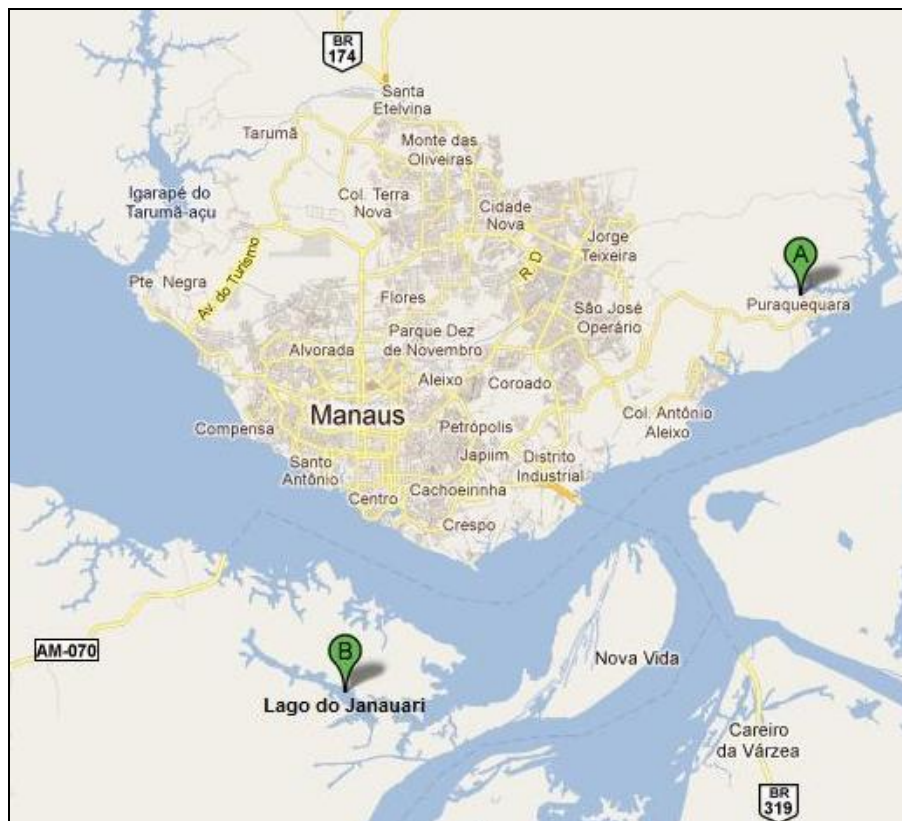 BR
174
Santa
Etelvina
Tarumã
Monte das
Oliveiras
Igarapé do
Tarumã-açu
Col. Terra
Nova
Cidade
Nova
Jorge
Teixeira
A
Av. do Turismo
R D
Pte. Negra
Flores
Puraquequara
São José
Operário
Parque Dez
de Novembro
Alvorada
Aleixo
Coroado
Manaus
Col. Antônio
Aleixo
Compensa
Petrópolis
Japiim
Distrito
Industrial
Santo
Antônio
Centro
Cachoeirinha
Crespo
AM-070
B
Nova Vida
Lago do Janauari
Careiro
da Várzea
BR
319